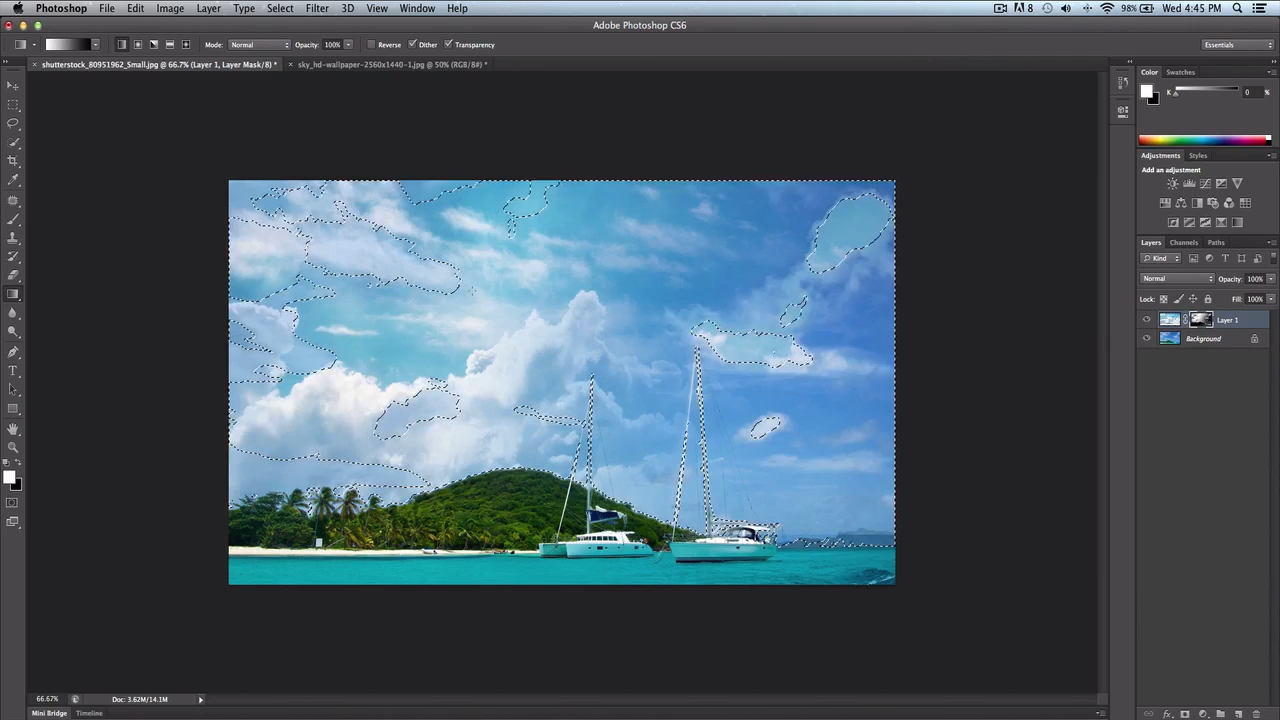 Photoshop File Edit Image Layer Type Select Filter 3D View Window Help 8 98% Wed 4:45 PM
Adobe Photoshop CS6
Mode: Normal Opacity: 100% Reverse Dither Transparency Essentials
× shutterstock_80951962_Small.jpg @ 66.7% (Layer 1, Layer Mask/8) * × sky_hd-wallpaper-2560x1440-1.jpg @ 50% (RGB/8#) *
Color Swatches
K 0 %
Adjustments Styles
Add an adjustment
Layers Channels Paths
Kind
Normal Opacity: 100%
Lock: Fill: 100%
Layer 1
Background
66.67% Doc: 3.62M/14.1M
Mini Bridge Timeline